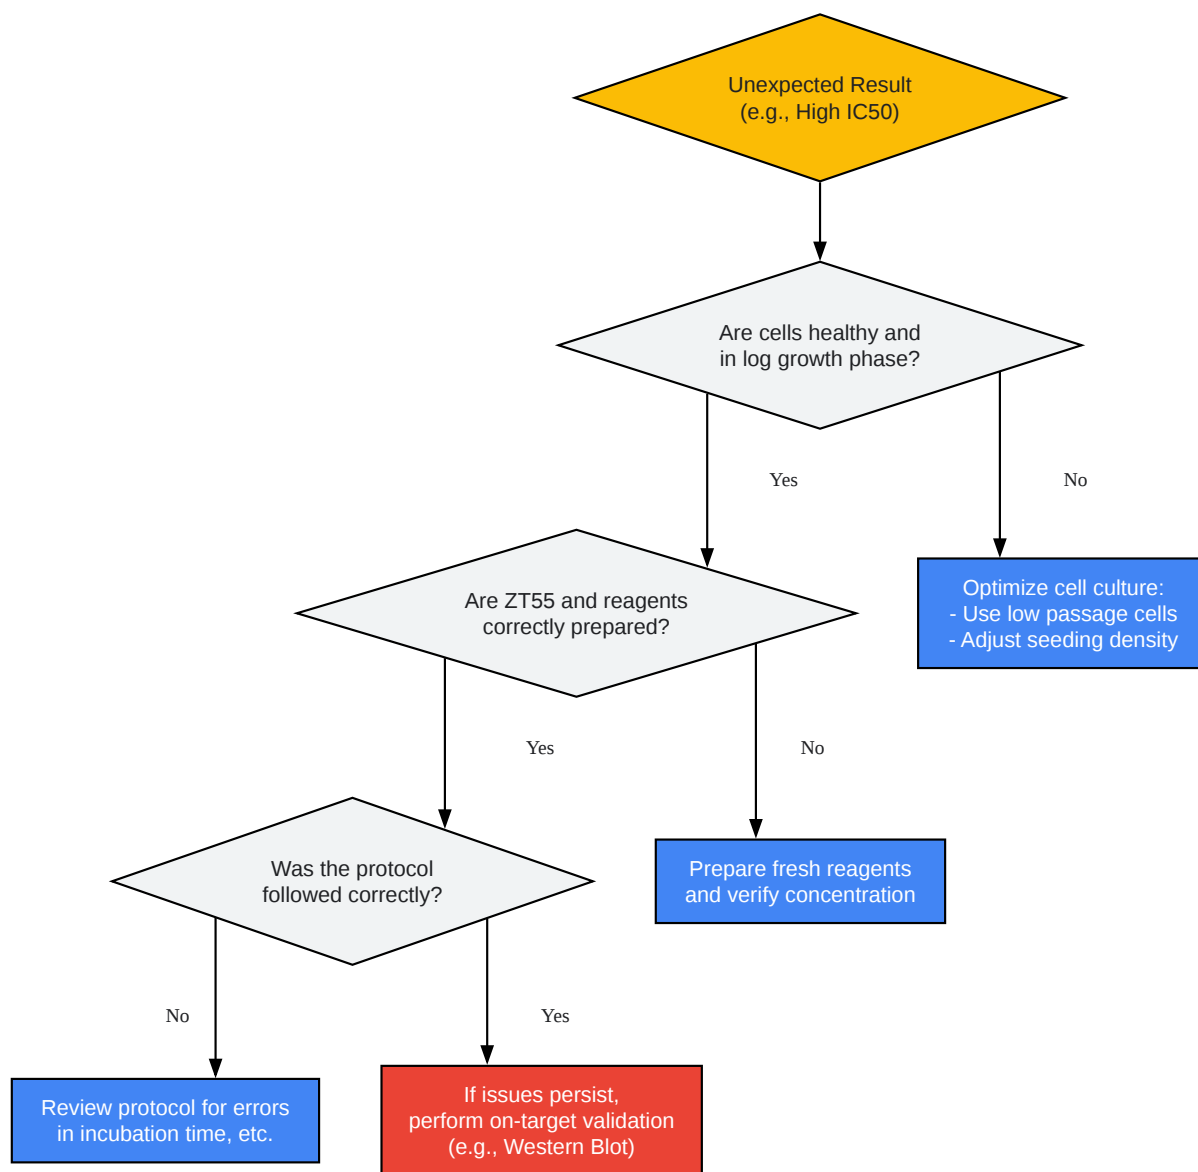 Unexpected Result
(e.g., High IC50)
Are cells healthy and
in log growth phase?
Yes
No
Are ZT55 and reagents
correctly prepared?
Optimize cell culture:
- Use low passage cells
- Adjust seeding density
Yes
No
Was the protocol
followed correctly?
Prepare fresh reagents
and verify concentration
No
Yes
Review protocol for errors
in incubation time, etc.
If issues persist,
perform on-target validation
(e.g., Western Blot)